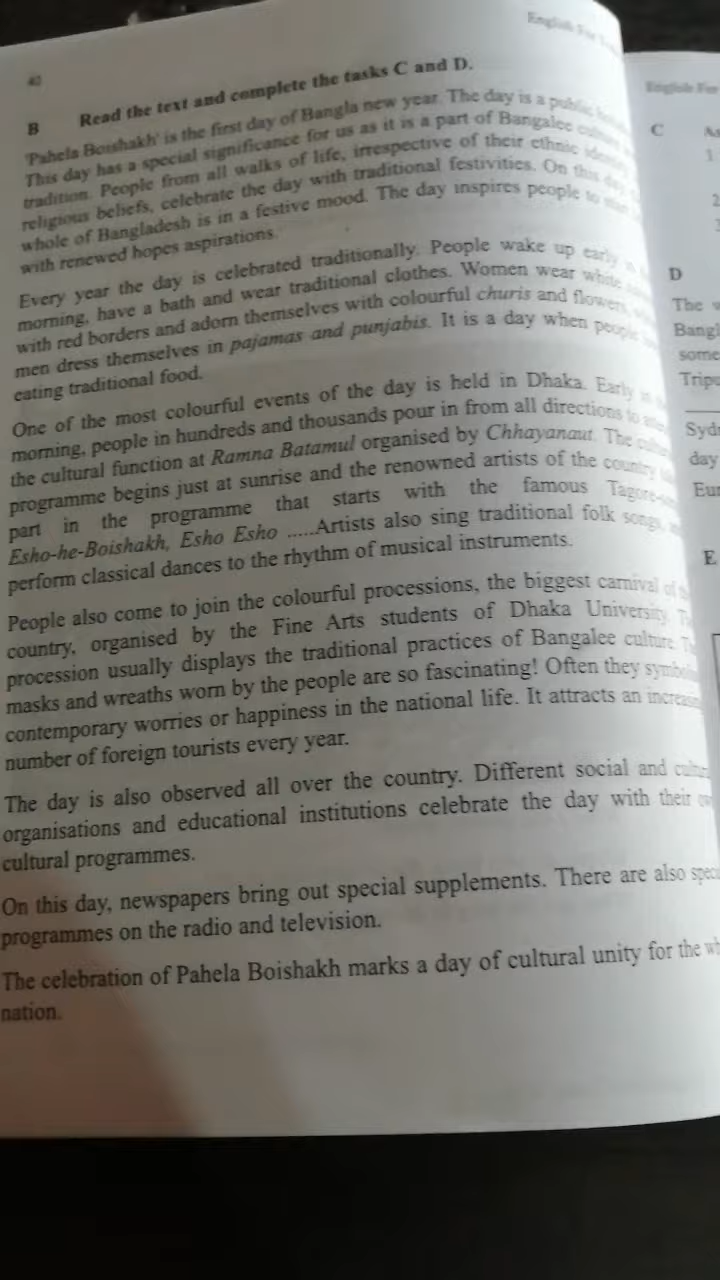 40
English For
B Read the text and complete the tasks C and D.
'Pahela Boishakh' is the first day of Bangla new year. The day is a public
This day has a special significance for us as it is a part of Bangalee
tradition. People from all walks of life, irrespective of their ethnic
religious beliefs, celebrate the day with traditional festivities. On this
whole of Bangladesh is in a festive mood. The day inspires people to
with renewed hopes aspirations.
Every year the day is celebrated traditionally. People wake up early
morning, have a bath and wear traditional clothes. Women wear white
with red borders and adorn themselves with colourful churis and flowers,
men dress themselves in pajamas and punjabis. It is a day when people
eating traditional food.
One of the most colourful events of the day is held in Dhaka. Early
morning, people in hundreds and thousands pour in from all directions to
the cultural function at Ramna Batamul organised by Chhayanaut. The
programme begins just at sunrise and the renowned artists of the country
part in the programme that starts with the famous Tagore-
Esho-he-Boishakh, Esho Esho ......Artists also sing traditional folk songs,
perform classical dances to the rhythm of musical instruments.
People also come to join the colourful processions, the biggest carnival of
country, organised by the Fine Arts students of Dhaka University.
procession usually displays the traditional practices of Bangalee culture.
masks and wreaths worn by the people are so fascinating! Often they
contemporary worries or happiness in the national life. It attracts an
number of foreign tourists every year.
The day is also observed all over the country. Different social and
organisations and educational institutions celebrate the day with their
cultural programmes.
On this day, newspapers bring out special supplements. There are also
programmes on the radio and television.
The celebration of Pahela Boishakh marks a day of cultural unity for the
nation.
English For
C
1.
2
D
The
Bangl
some
Tripu
Sydn
day
Eur
E